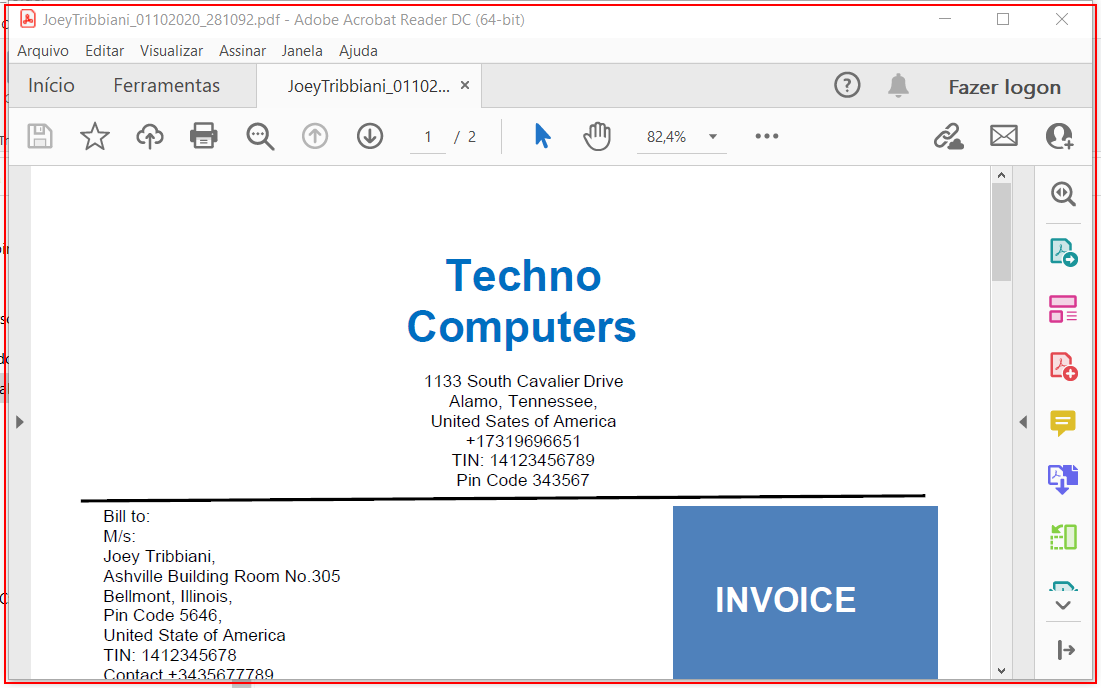 JoeyTribbiani_01102020_281092.pdf - Adobe Acrobat Reader DC (64-bit)
Arquivo Editar Visualizar Assinar Janela Ajuda
Início Ferramentas JoeyTribbiani_01102... × Fazer logon
1 / 2 82,4%
Techno
Computers
1133 South Cavalier Drive
Alamo, Tennessee,
United Sates of America
+17319696651
TIN: 14123456789
Pin Code 343567
Bill to:
M/s:
Joey Tribbiani,
Ashville Building Room No.305
Bellmont, Illinois,
Pin Code 5646,
United State of America
TIN: 1412345678
Contact +3435677789
INVOICE